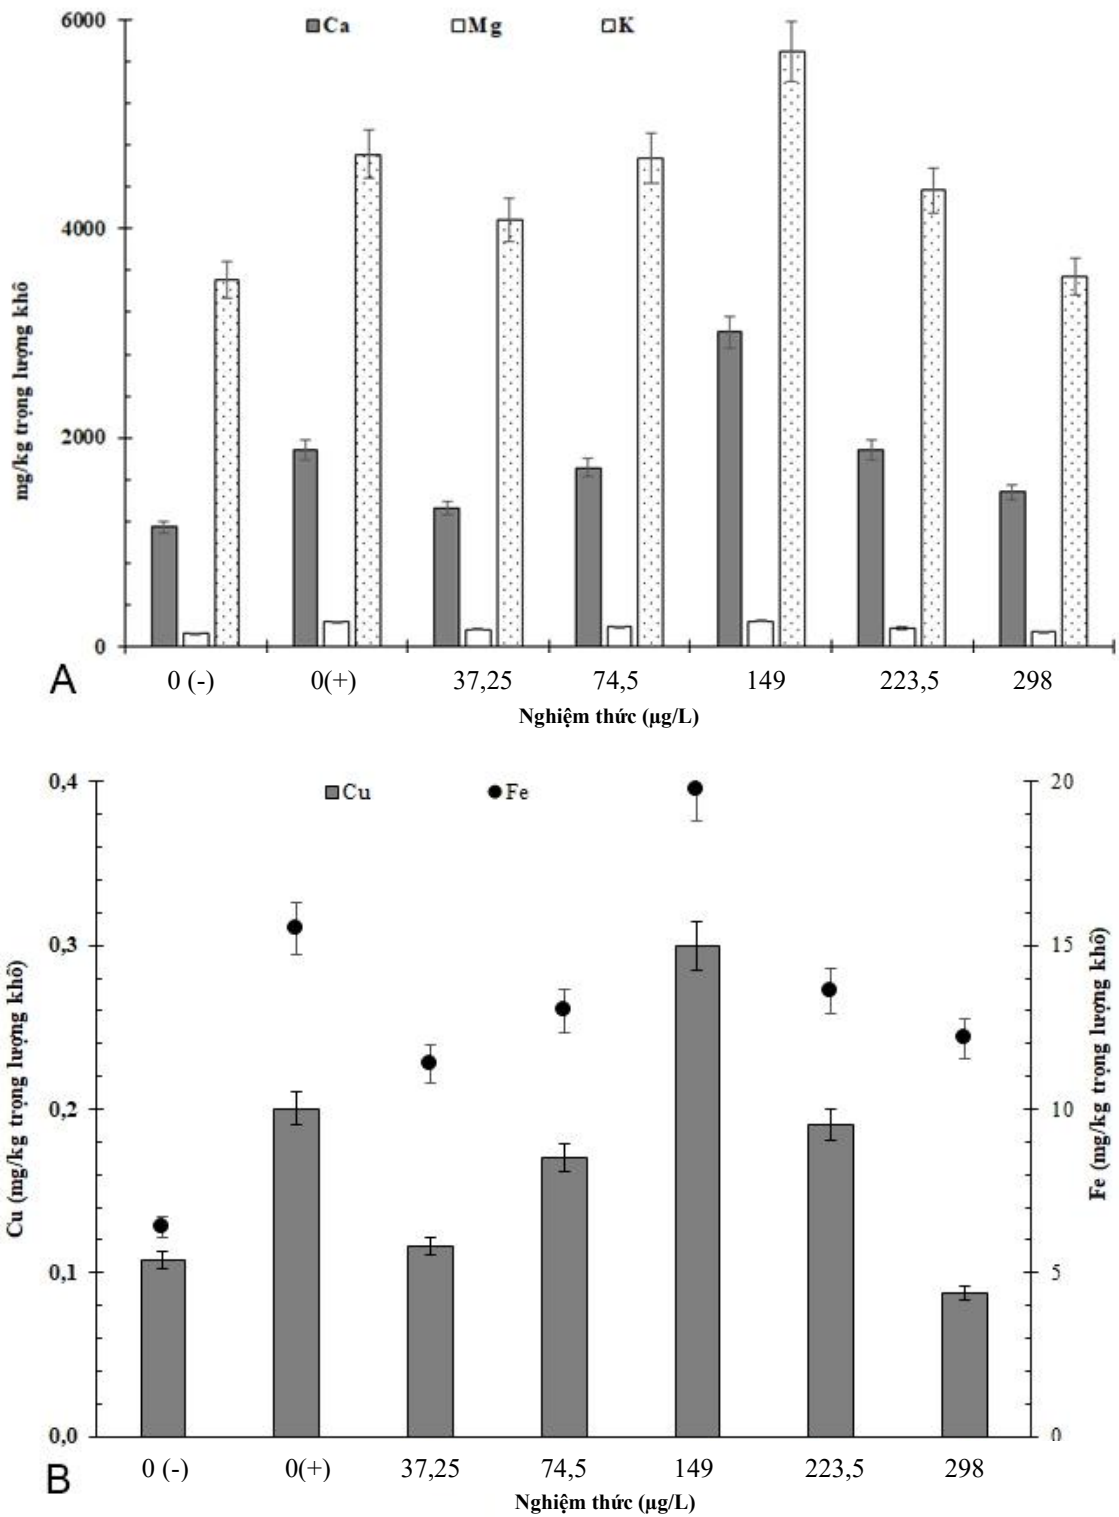 6000
Ca Mg K
4000
2000
0
mg/kg trọng lượng khô
A
0 (-) 0(+) 37,25 74,5 149 223,5 298
Nghiệm thức (µg/L)
0,4 Cu Fe 20
0,3 15
0,2 10
0,1 5
0,0 0
Cu (mg/kg trọng lượng khô)
Fe (mg/kg trọng lượng khô)
B
0 (-) 0(+) 37,25 74,5 149 223,5 298
Nghiệm thức (µg/L)